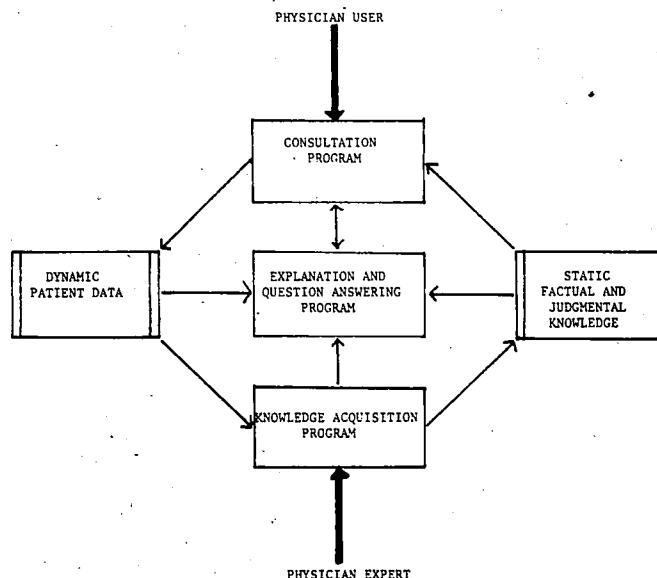 PHYSICIAN USER
CONSULTATION
PROGRAM
DYNAMIC
PATIENT DATA
EXPLANATION AND
QUESTION ANSWERING
PROGRAM
STATIC
FACTUAL AND
JUDGMENTAL
KNOWLEDGE
KNOWLEDGE ACQUISITION
PROGRAM
PHYSICIAN EXPERT